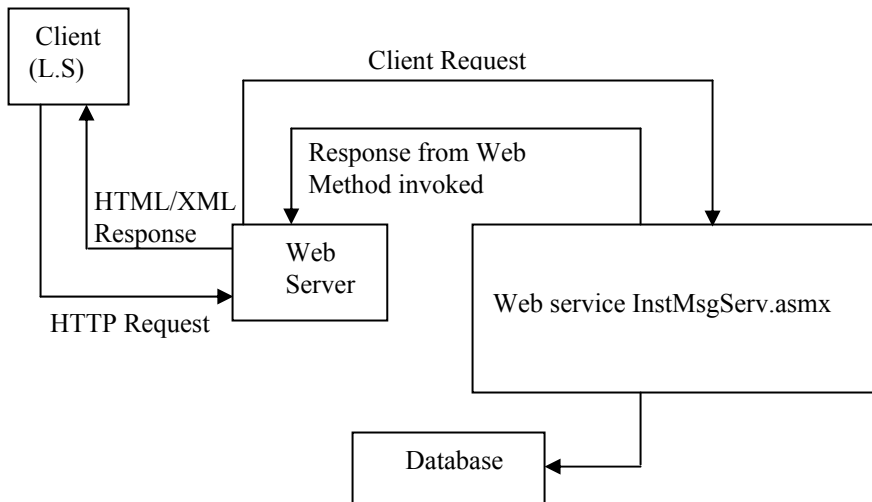 Client
(L.S)
Client Request
Response from Web
Method invoked
HTML/XML
Response
Web
Server
Web service InstMsgServ.asmx
HTTP Request
Database